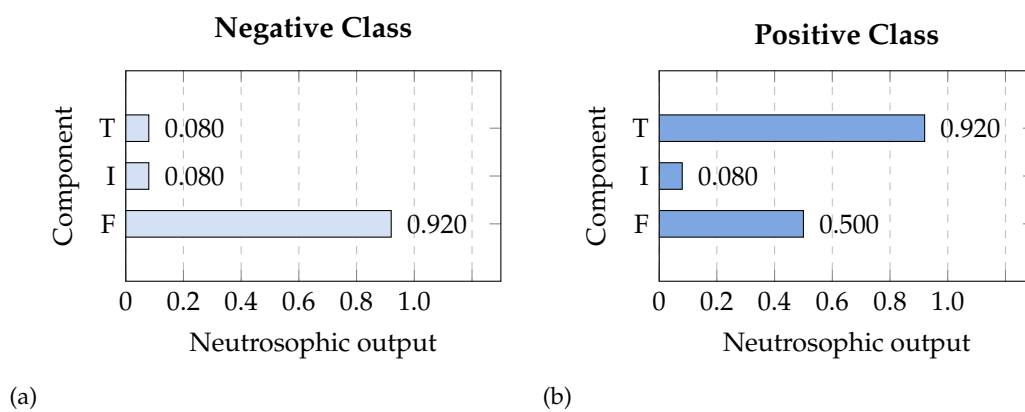 Negative Class
Component
T 0.080
I 0.080
F 0.920
0 0.2 0.4 0.6 0.8 1.0
Neutrosophic output
(a)
Positive Class
Component
T 0.920
I 0.080
F 0.500
0 0.2 0.4 0.6 0.8 1.0
Neutrosophic output
(b)